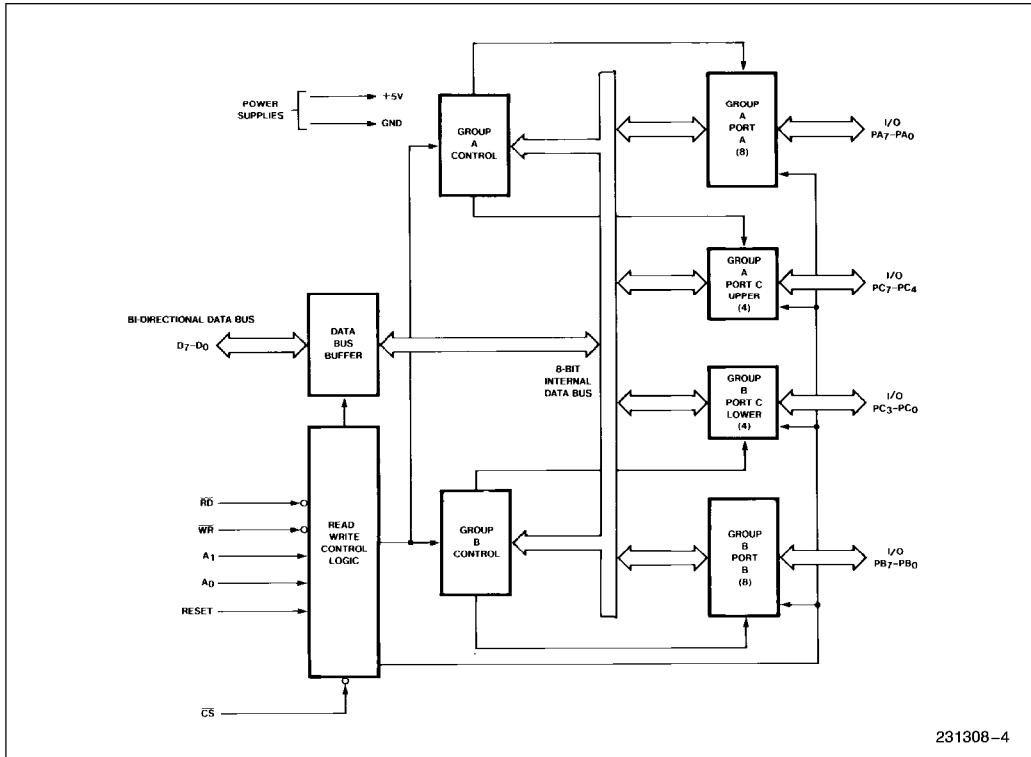 POWER
SUPPLIES
+5V
GND
GROUP
A
CONTROL
GROUP
A
PORT
A
(8)
I/O
PA7-PA0
GROUP
A
PORT C
UPPER
(4)
I/O
PC7-PC4
BI-DIRECTIONAL DATA BUS
D7-D0
DATA
BUS
BUFFER
8-BIT
INTERNAL
DATA BUS
GROUP
B
PORT C
LOWER
(4)
I/O
PC3-PC0
RD
WR
A1
A0
RESET
READ
WRITE
CONTROL
LOGIC
GROUP
B
CONTROL
GROUP
B
PORT
B
(8)
I/O
PB7-PB0
CS
231308-4